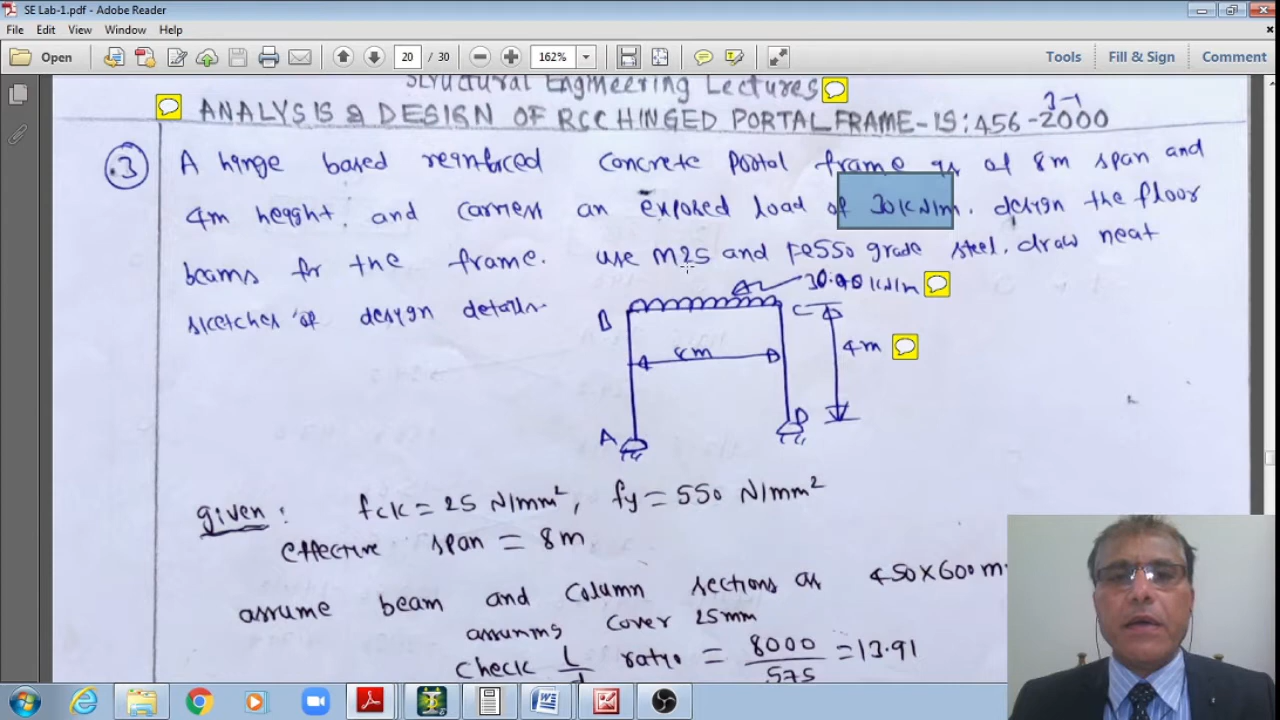 SE Lab-1.pdf - Adobe Reader
File Edit View Window Help
Open 20 / 30 162% Tools Fill & Sign Comment
Structural Engineering Lectures
3-1
ANALYSIS & DESIGN OF RCC HINGED PORTAL FRAME-IS:456-2000
.3 A hinge based reinforced concrete portal frame of 8m span and
4m height and carries an exposed load of 30kN/m. design the floor
beams for the frame. use M25 and Fe550 grade steel. draw neat
sketches of design details.
kN/m
B C
8m 4m
A D
given: fck = 25 N/mm², fy = 550 N/mm²
effective span = 8m
assume beam and column sections as 450x600m
cover 25mm
check L ratio = 8000 = 13.91
575